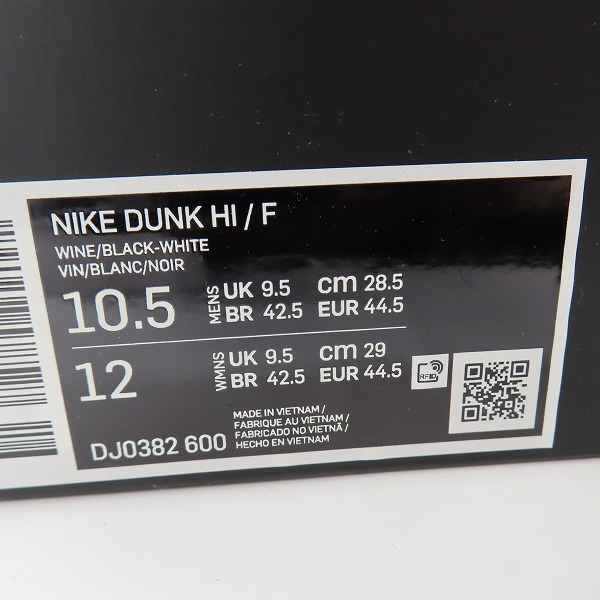 NIKE DUNK HI / F
WINE/BLACK-WHITE
VIN/BLANC/NOIR
10.5 MENS UK 9.5 cm 28.5
BR 42.5 EUR 44.5
12 WMNS UK 9.5 cm 29
BR 42.5 EUR 44.5
RFID
DJ0382 600
MADE IN VIETNAM /
FABRIQUE AU VIETNAM /
FABRICADO NO VIETNÃ /
HECHO EN VIETNAM